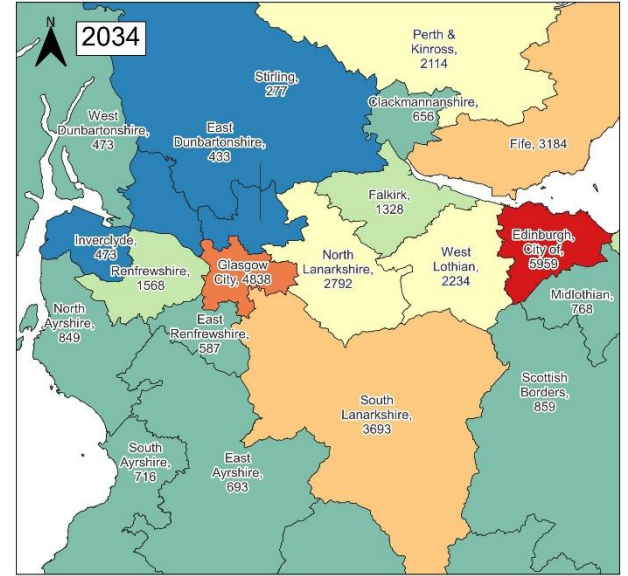 N
2034
Perth &
Kinross,
2114
Stirling,
277
Clackmannanshire,
656
West
Dunbartonshire,
473
East
Dunbartonshire,
433
Fife, 3184
Falkirk,
1328
Inverclyde,
473
Renfrewshire,
1568
Glasgow
City, 4838
North
Lanarkshire,
2792
West
Lothian,
2234
Edinburgh,
City of,
5959
Midlothian,
768
North
Ayrshire,
849
East
Renfrewshire,
587
Scottish
Borders,
859
South
Lanarkshire,
3693
South
Ayrshire,
716
East
Ayrshire,
693